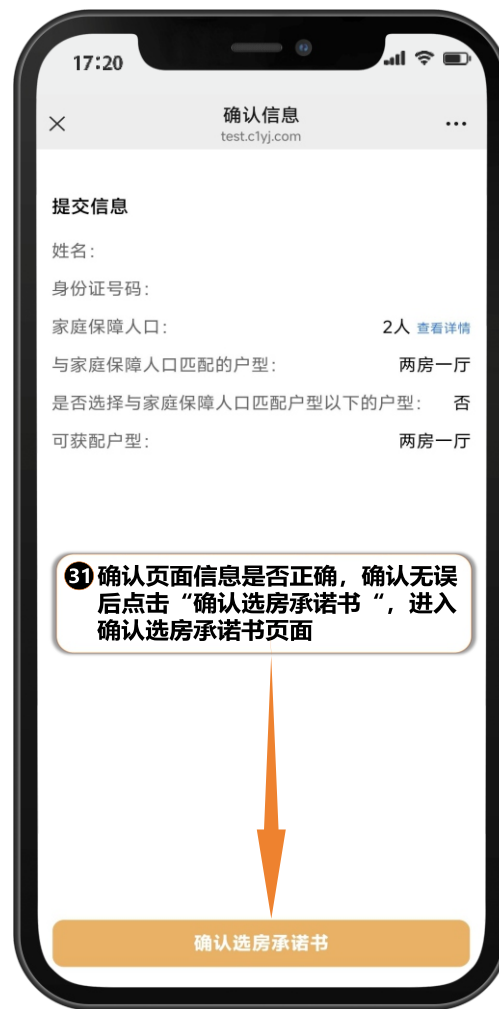 17:20
确认信息
test.c1yj.com
提交信息
姓名:
身份证号码:
家庭保障人口: 2人 查看详情
与家庭保障人口匹配的户型: 两房一厅
是否选择与家庭保障人口匹配户型以下的户型: 否
可获配户型: 两房一厅
31 确认页面信息是否正确，确认无误
后点击“确认选房承诺书“，进入
确认选房承诺书页面
确认选房承诺书